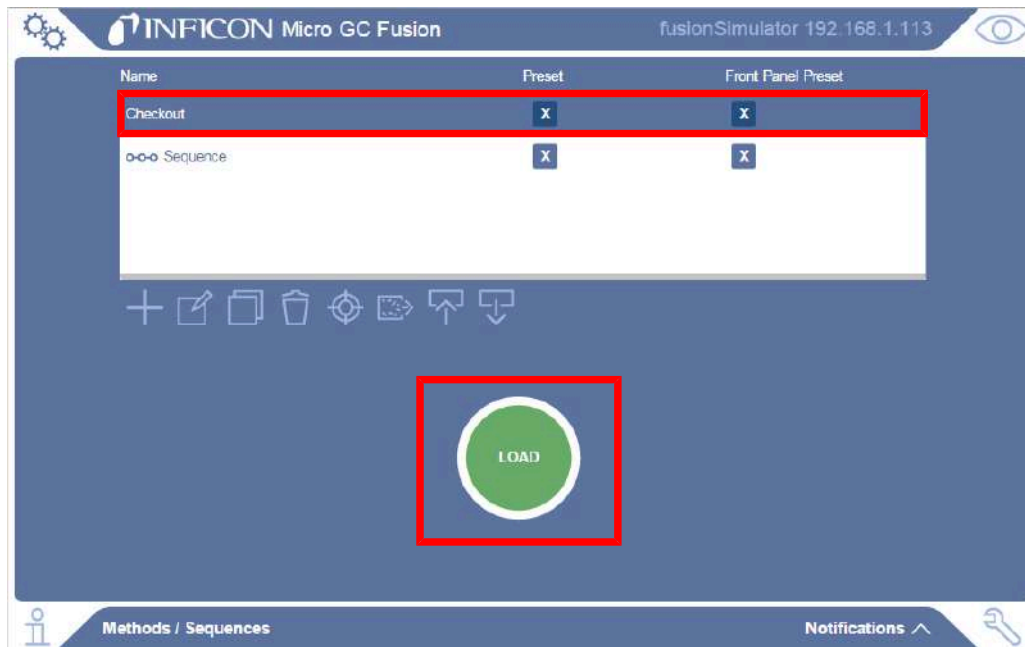 INFICON Micro GC Fusion fusionSimulator 192.168.1.113
Name Preset Front Panel Preset
Checkout X X
Sequence X X
LOAD
Methods / Sequences Notifications